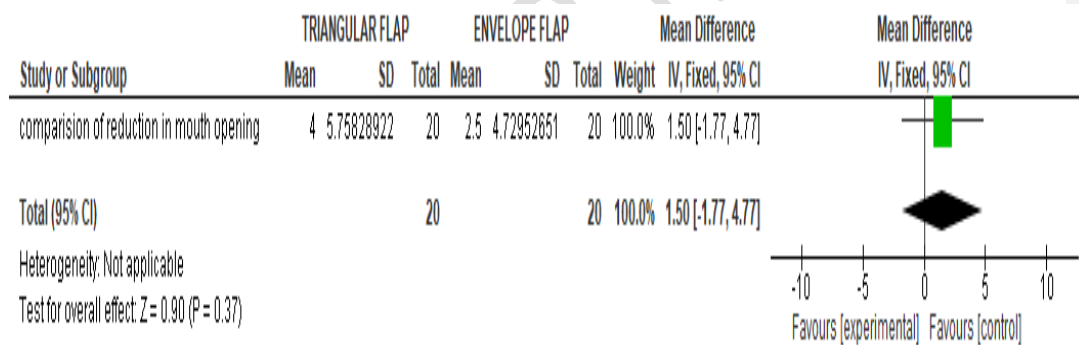 TRIANGULAR FLAP ENVELOPE FLAP Mean Difference Mean Difference
Study or Subgroup Mean SD Total Mean SD Total Weight IV, Fixed, 95% CI IV, Fixed, 95% CI
comparision of reduction in mouth opening 4 5.75828922 20 2.5 4.72952651 20 100.0% 1.50 [-1.77, 4.77]
Total (95% CI) 20 20 100.0% 1.50 [-1.77, 4.77]
Heterogeneity: Not applicable
Test for overall effect: Z = 0.90 (P = 0.37)
-10 -5 0 5 10
Favours [experimental] Favours [control]